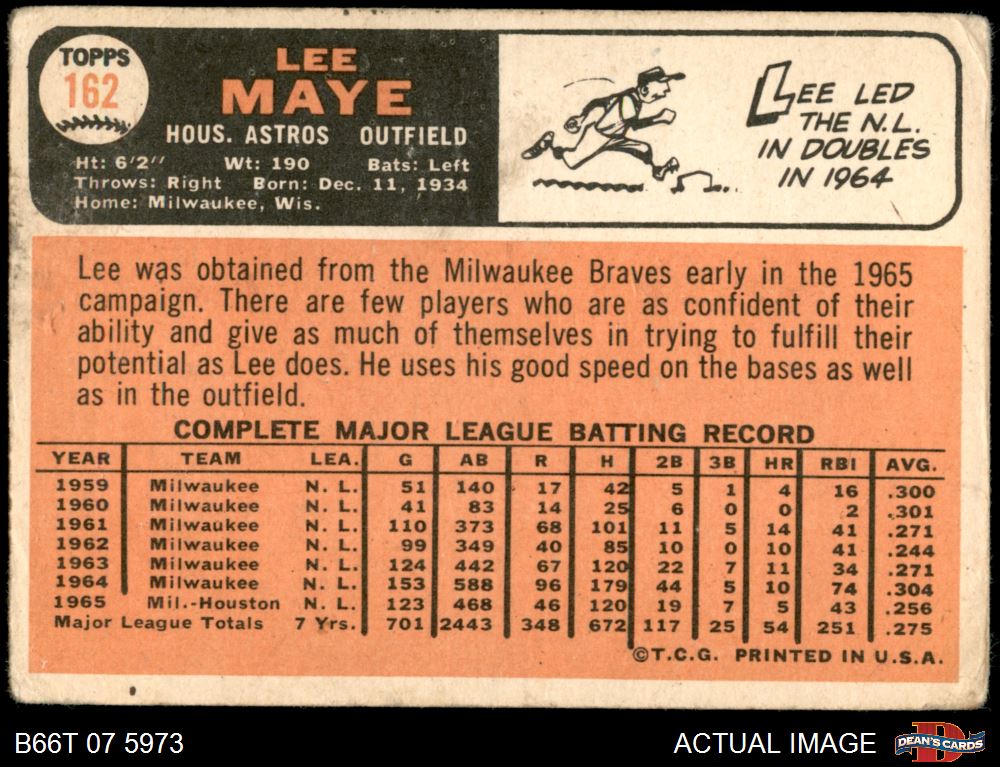 TOPPS
162
LEE
MAYE
HOUS. ASTROS OUTFIELD
Ht: 6'2" Wt: 190 Bats: Left
Throws: Right Born: Dec. 11, 1934
Home: Milwaukee, Wis.
LEE LED
THE N.L.
IN DOUBLES
IN 1964
Lee was obtained from the Milwaukee Braves early in the 1965
campaign. There are few players who are as confident of their
ability and give as much of themselves in trying to fulfill their
potential as Lee does. He uses his good speed on the bases as well
as in the outfield.
COMPLETE MAJOR LEAGUE BATTING RECORD
YEAR TEAM LEA. G AB R H 2B 3B HR RBI AVG.
1959 Milwaukee N. L. 51 140 17 42 5 1 4 16 .300
1960 Milwaukee N. L. 41 83 14 25 6 0 0 2 .301
1961 Milwaukee N. L. 110 373 68 101 11 5 14 41 .271
1962 Milwaukee N. L. 99 349 40 85 10 0 10 41 .244
1963 Milwaukee N. L. 124 442 67 120 22 7 11 34 .271
1964 Milwaukee N. L. 153 588 96 179 44 5 10 74 .304
1965 Mil.-Houston N. L. 123 468 46 120 19 7 5 43 .256
Major League Totals 7 Yrs. 701 2443 348 672 117 25 54 251 .275
©T.C.G. PRINTED IN U.S.A.
B66T 07 5973
ACTUAL IMAGE
D
DEAN'S CARDS